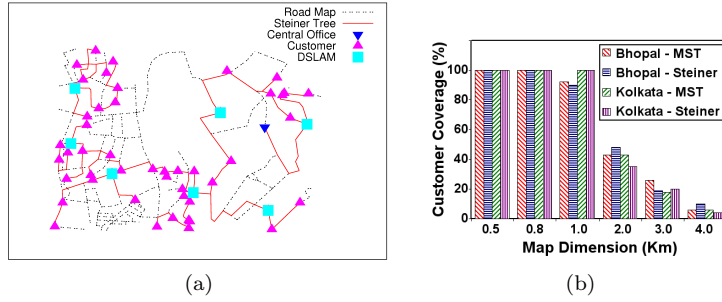 Road Map
Steiner Tree
Central Office
Customer
DSLAM
(a)
Customer Coverage (%)
100
80
60
40
20
0
Bhopal - MST
Bhopal - Steiner
Kolkata - MST
Kolkata - Steiner
0.5 0.8 1.0 2.0 3.0 4.0
Map Dimension (Km)
(b)